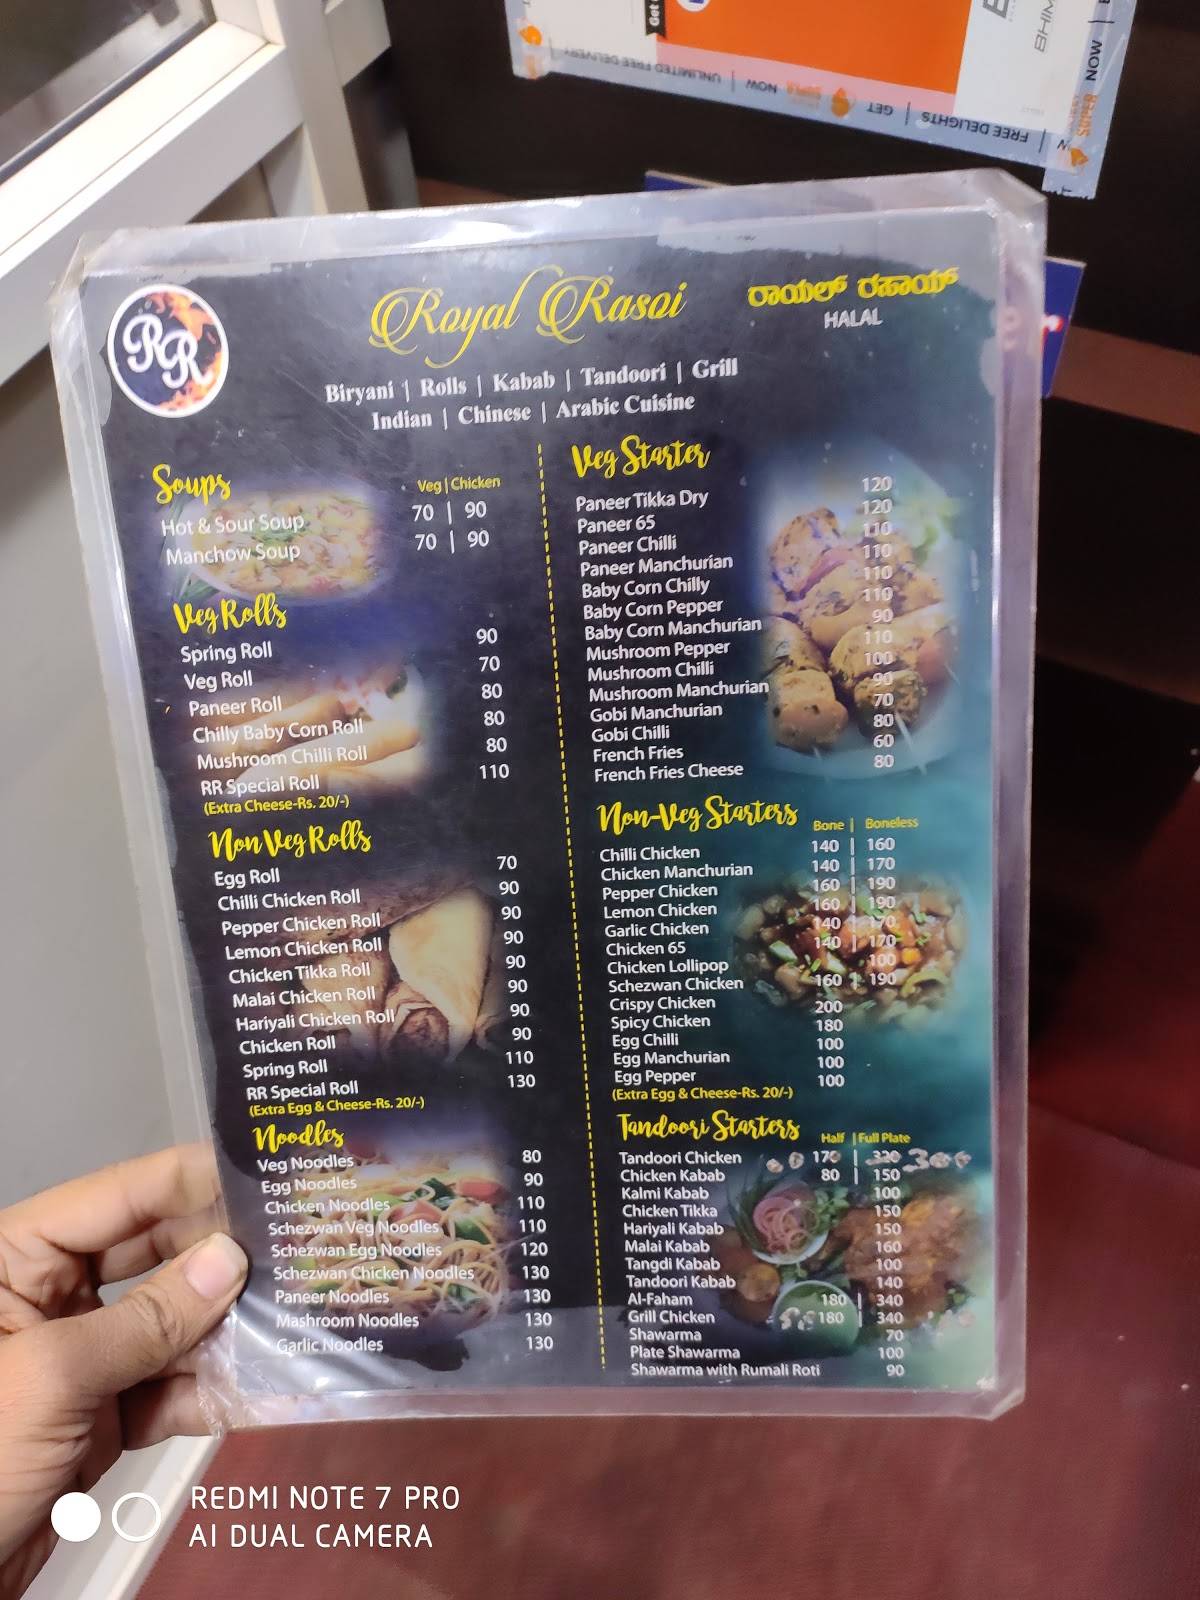 Get
BHIM
UNLIMITED FREE DELIVERY | NOW
GET | FREE DELIGHTS
NOW
RR
Royal Rasoi
ರಾಯಲ್ ರಸೋಯ್
HALAL
Biryani | Rolls | Kabab | Tandoori | Grill
Indian | Chinese | Arabic Cuisine
Soups Veg | Chicken
Hot & Sour Soup 70 | 90
Manchow Soup 70 | 90
Veg Rolls
Spring Roll 90
Veg Roll 70
Paneer Roll 80
Chilly Baby Corn Roll 80
Mushroom Chilli Roll 80
RR Special Roll 110
(Extra Cheese-Rs. 20/-)
Non Veg Rolls
Egg Roll 70
Chilli Chicken Roll 90
Pepper Chicken Roll 90
Lemon Chicken Roll 90
Chicken Tikka Roll 90
Malai Chicken Roll 90
Hariyali Chicken Roll 90
Chicken Roll 90
Spring Roll 110
RR Special Roll 130
(Extra Egg & Cheese-Rs. 20/-)
Noodles
Veg Noodles 80
Egg Noodles 90
Chicken Noodles 110
Schezwan Veg Noodles 110
Schezwan Egg Noodles 120
Schezwan Chicken Noodles 130
Paneer Noodles 130
Mashroom Noodles 130
Garlic Noodles 130
Veg Starter
Paneer Tikka Dry 120
Paneer 65 120
Paneer Chilli 110
Paneer Manchurian 110
Baby Corn Chilly 110
Baby Corn Pepper 110
Baby Corn Manchurian 90
Mushroom Pepper 110
Mushroom Chilli 100
Mushroom Manchurian 90
Gobi Manchurian 70
Gobi Chilli 80
French Fries 60
French Fries Cheese 80
Non-Veg Starters Bone | Boneless
Chilli Chicken 140 | 160
Chicken Manchurian 140 | 170
Pepper Chicken 160 | 190
Lemon Chicken 160 | 190
Garlic Chicken 140 | 170
Chicken 65 140 | 170
Chicken Lollipop 100
Schezwan Chicken 160 | 190
Crispy Chicken 200
Spicy Chicken 180
Egg Chilli 100
Egg Manchurian 100
Egg Pepper 100
(Extra Egg & Cheese-Rs. 20/-)
Tandoori Starters Half | Full Plate
Tandoori Chicken 170 | 320 300
Chicken Kabab 80 | 150
Kalmi Kabab 100
Chicken Tikka 150
Hariyali Kabab 150
Malai Kabab 160
Tangdi Kabab 100
Tandoori Kabab 140
Al-Faham 180 | 340
Grill Chicken 180 | 340
Shawarma 70
Plate Shawarma 100
Shawarma with Rumali Roti 90
REDMI NOTE 7 PRO
AI DUAL CAMERA